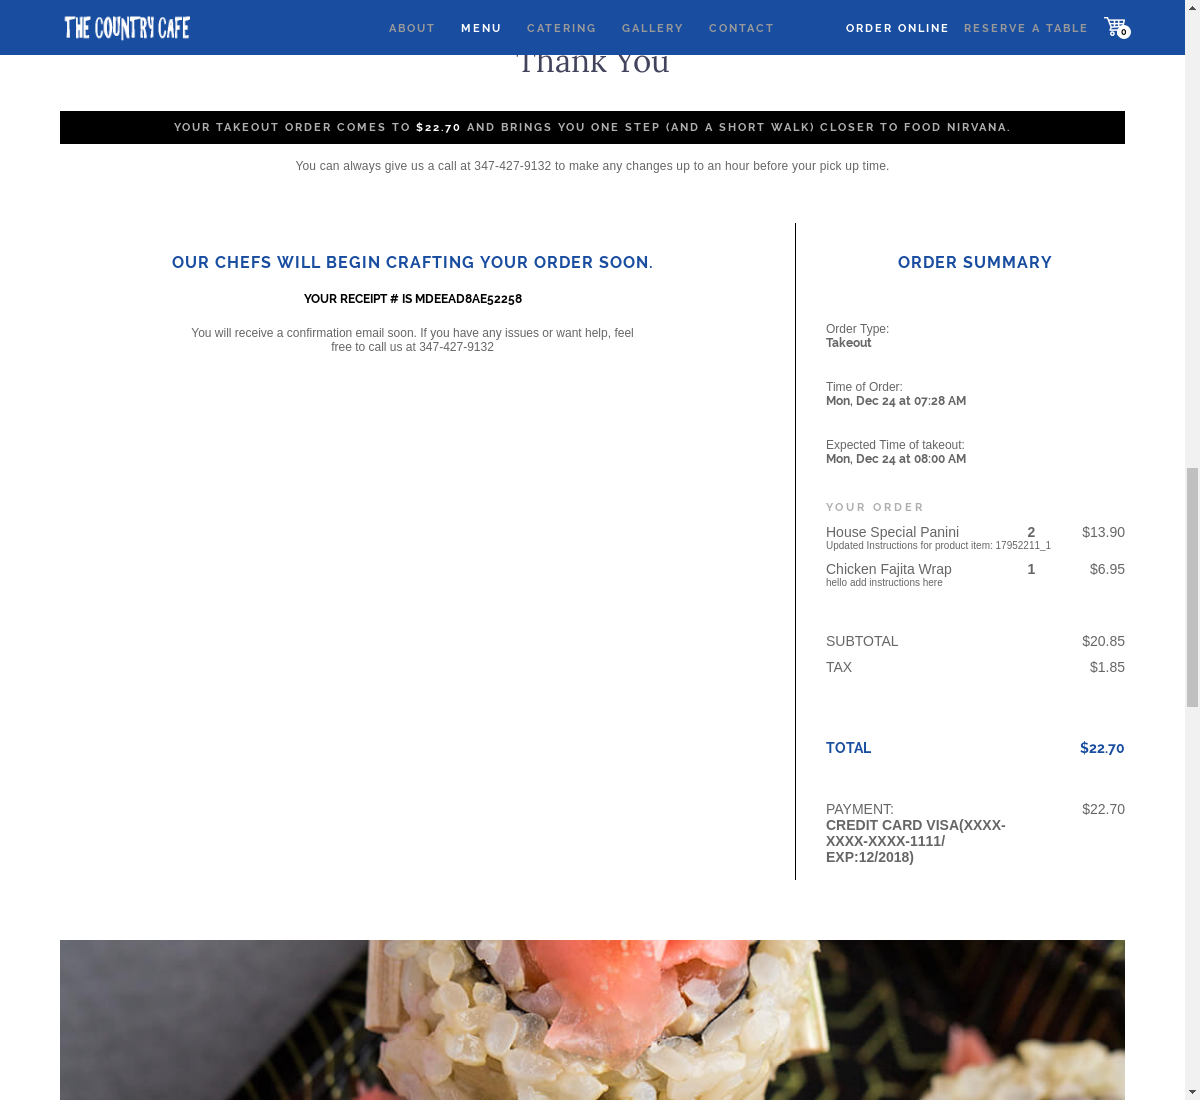 THE COUNTRY CAFE
ABOUT MENU CATERING GALLERY CONTACT ORDER ONLINE RESERVE A TABLE 0
Thank You
YOUR TAKEOUT ORDER COMES TO $22.70 AND BRINGS YOU ONE STEP (AND A SHORT WALK) CLOSER TO FOOD NIRVANA.
You can always give us a call at 347-427-9132 to make any changes up to an hour before your pick up time.
OUR CHEFS WILL BEGIN CRAFTING YOUR ORDER SOON.
YOUR RECEIPT # IS MDEEAD8AE52258
You will receive a confirmation email soon. If you have any issues or want help, feel
free to call us at 347-427-9132
ORDER SUMMARY
Order Type:
Takeout
Time of Order:
Mon, Dec 24 at 07:28 AM
Expected Time of takeout:
Mon, Dec 24 at 08:00 AM
YOUR ORDER
House Special Panini 2 $13.90
Updated Instructions for product item: 17952211_1
Chicken Fajita Wrap 1 $6.95
hello add instructions here
SUBTOTAL $20.85
TAX $1.85
TOTAL $22.70
PAYMENT: $22.70
CREDIT CARD VISA(XXXX-
XXXX-XXXX-1111/
EXP:12/2018)